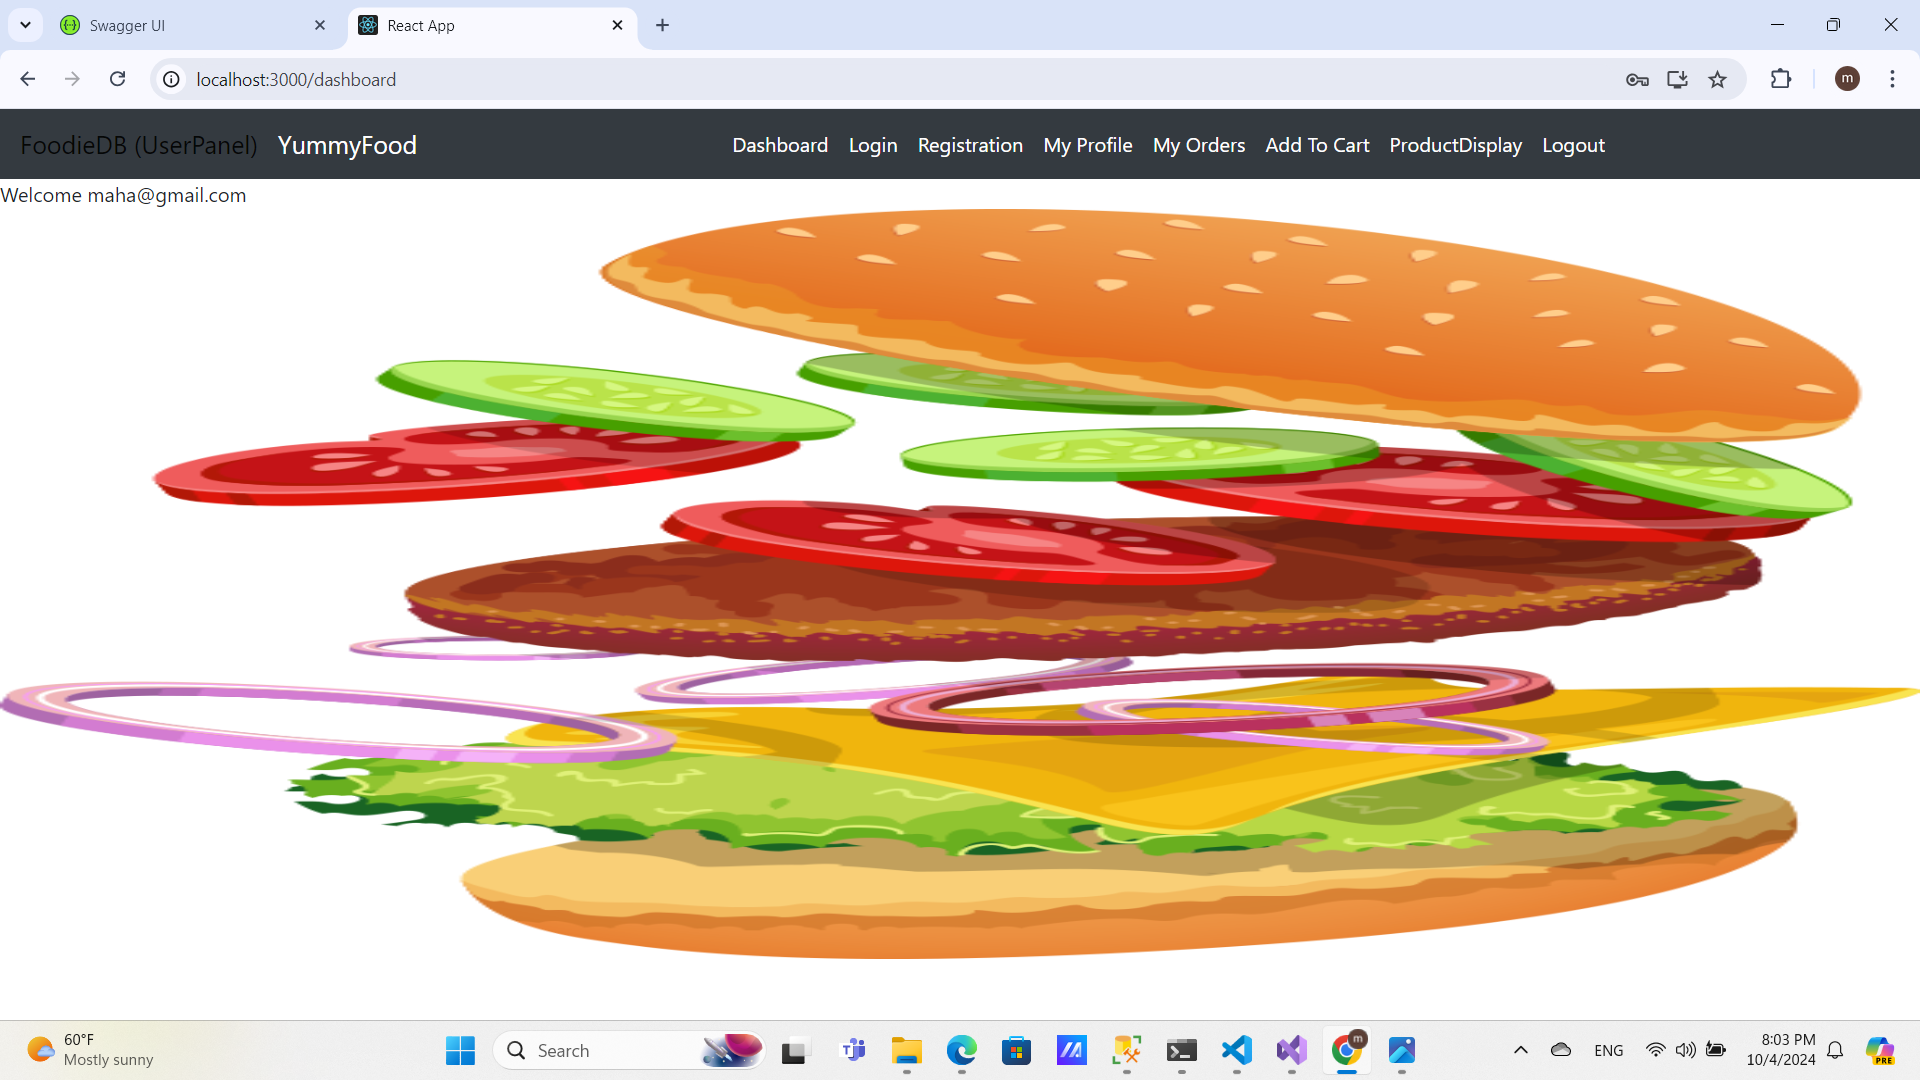 Swagger UI
React App
localhost:3000/dashboard
m
FoodieDB (UserPanel) YummyFood Dashboard Login Registration My Profile My Orders Add To Cart ProductDisplay Logout
Welcome maha@gmail.com
60°F
Mostly sunny
Search
m
ENG
8:03 PM
10/4/2024
PRE